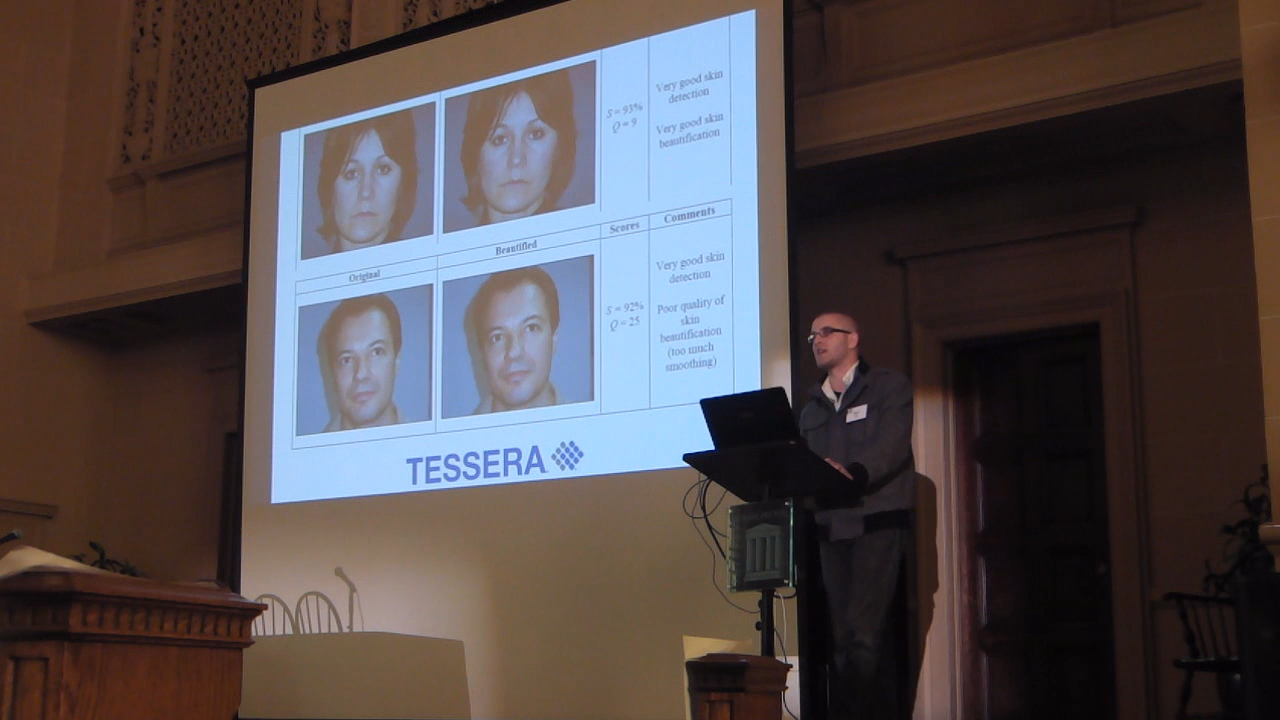 S = 93%
Q = 9
Very good skin
detection
Very good skin
beautification
Original
Beautified
Scores
Comments
S = 92%
Q = 25
Very good skin
detection
Poor quality of
skin
beautification
(too much
smoothing)
TESSERA